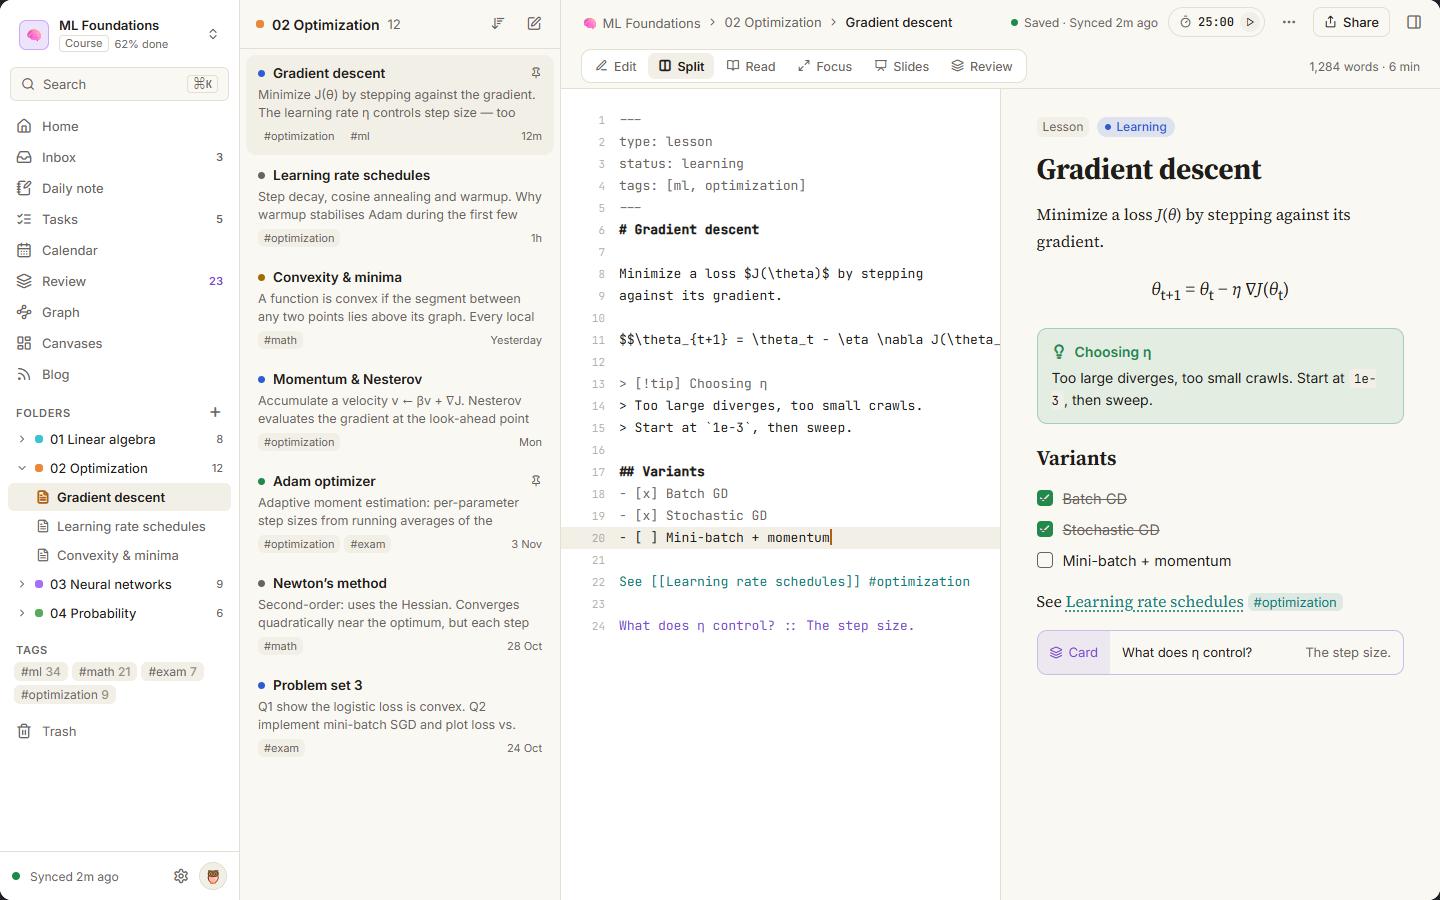 ML Foundations
Course 62% done
Search ⌘K
Home
Inbox 3
Daily note
Tasks 5
Calendar
Review 23
Graph
Canvases
Blog
FOLDERS
01 Linear algebra 8
02 Optimization 12
Gradient descent
Learning rate schedules
Convexity & minima
03 Neural networks 9
04 Probability 6
TAGS
#ml 34 #math 21 #exam 7
#optimization 9
Trash
Synced 2m ago
02 Optimization 12
Gradient descent
Minimize J(θ) by stepping against the gradient.
The learning rate η controls step size — too
#optimization #ml 12m
Learning rate schedules
Step decay, cosine annealing and warmup. Why
warmup stabilises Adam during the first few
#optimization 1h
Convexity & minima
A function is convex if the segment between
any two points lies above its graph. Every local
#math Yesterday
Momentum & Nesterov
Accumulate a velocity v ← βv + ∇J. Nesterov
evaluates the gradient at the look-ahead point
#optimization Mon
Adam optimizer
Adaptive moment estimation: per-parameter
step sizes from running averages of the
#optimization #exam 3 Nov
Newton’s method
Second-order: uses the Hessian. Converges
quadratically near the optimum, but each step
#math 28 Oct
Problem set 3
Q1 show the logistic loss is convex. Q2
implement mini-batch SGD and plot loss vs.
#exam 24 Oct
ML Foundations › 02 Optimization › Gradient descent
Saved · Synced 2m ago 25:00 Share
Edit Split Read Focus Slides Review
1,284 words · 6 min
1 ---
2 type: lesson
3 status: learning
4 tags: [ml, optimization]
5 ---
6 # Gradient descent
7
8 Minimize a loss $J(\theta)$ by stepping
9 against its gradient.
10
11 $$\theta_{t+1} = \theta_t - \eta \nabla J(\theta_
12
13 > [!tip] Choosing η
14 > Too large diverges, too small crawls.
15 > Start at `1e-3`, then sweep.
16
17 ## Variants
18 - [x] Batch GD
19 - [x] Stochastic GD
20 - [ ] Mini-batch + momentum
21
22 See [[Learning rate schedules]] #optimization
23
24 What does η control? :: The step size.
Lesson Learning
Gradient descent
Minimize a loss J(θ) by stepping against its
gradient.
θt+1 = θt − η ∇J(θt)
Choosing η
Too large diverges, too small crawls. Start at 1e-
3 , then sweep.
Variants
Batch GD
Stochastic GD
Mini-batch + momentum
See Learning rate schedules #optimization
Card What does η control? The step size.